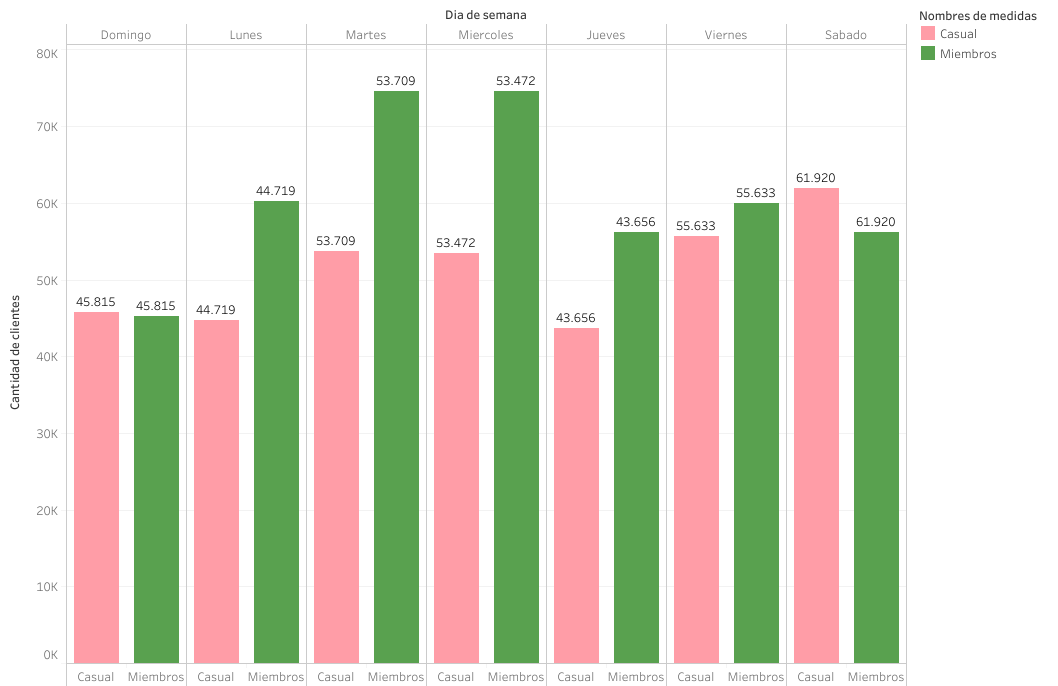 Dia de semana
Domingo Lunes Martes Miercoles Jueves Viernes Sabado
Nombres de medidas
Casual
Miembros
Cantidad de clientes
80K
70K
60K
50K
40K
30K
20K
10K
0K
45.815 45.815 44.719 44.719 53.709 53.709 53.472 53.472 43.656 43.656 55.633 55.633 61.920 61.920
Casual Miembros Casual Miembros Casual Miembros Casual Miembros Casual Miembros Casual Miembros Casual Miembros